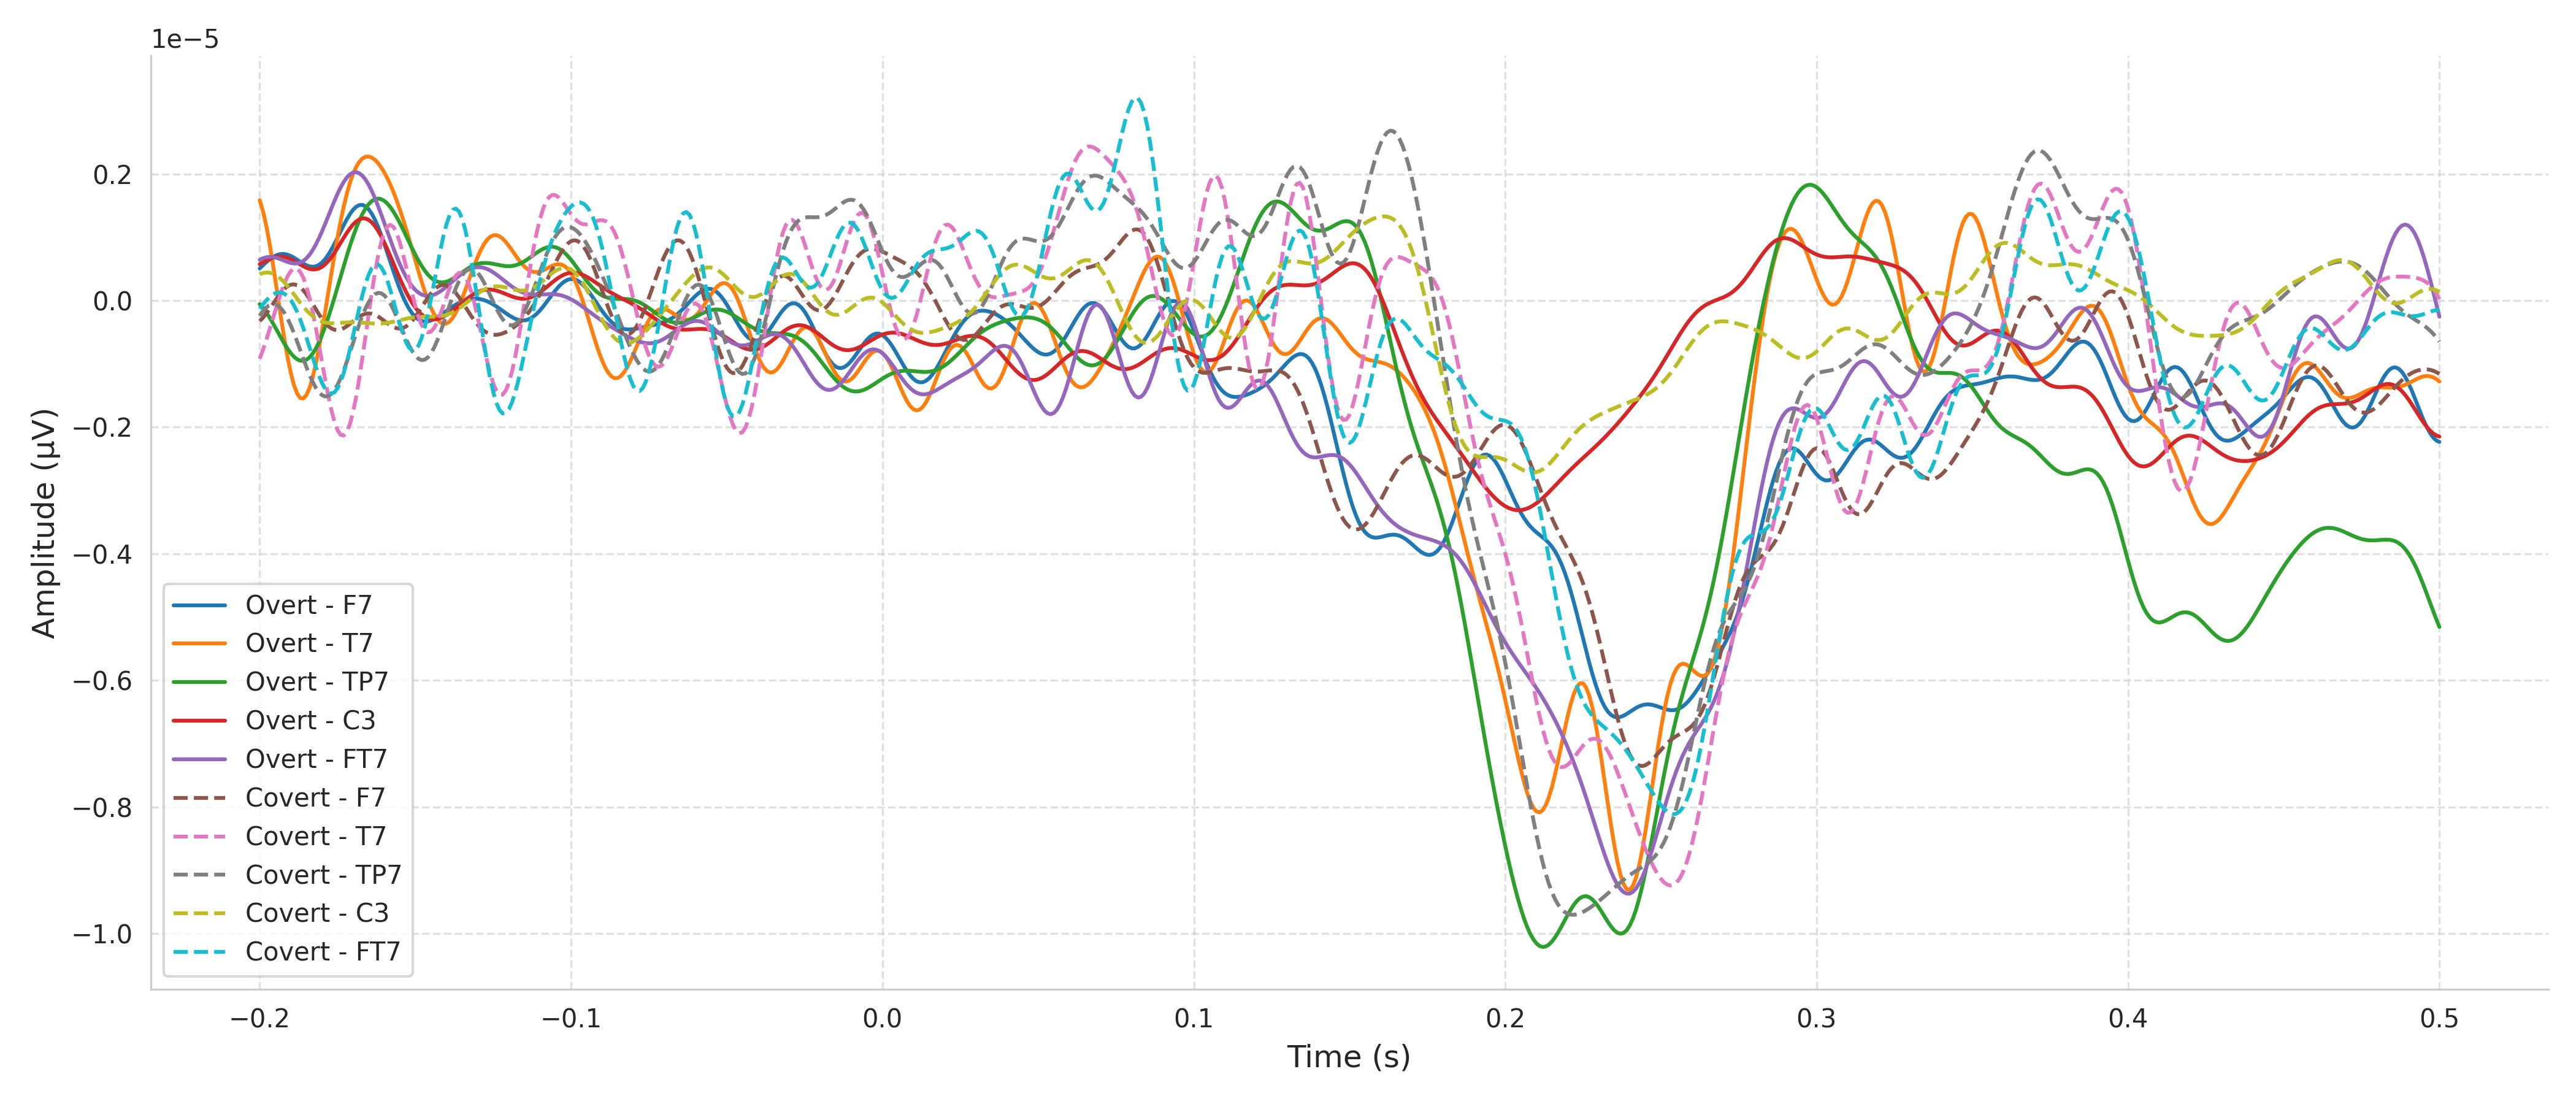 1e−5
0.2
0.0
−0.2
−0.4
−0.6
−0.8
−1.0
Amplitude (µV)
Overt - F7
Overt - T7
Overt - TP7
Overt - C3
Overt - FT7
Covert - F7
Covert - T7
Covert - TP7
Covert - C3
Covert - FT7
−0.2 −0.1 0.0 0.1 0.2 0.3 0.4 0.5
Time (s)